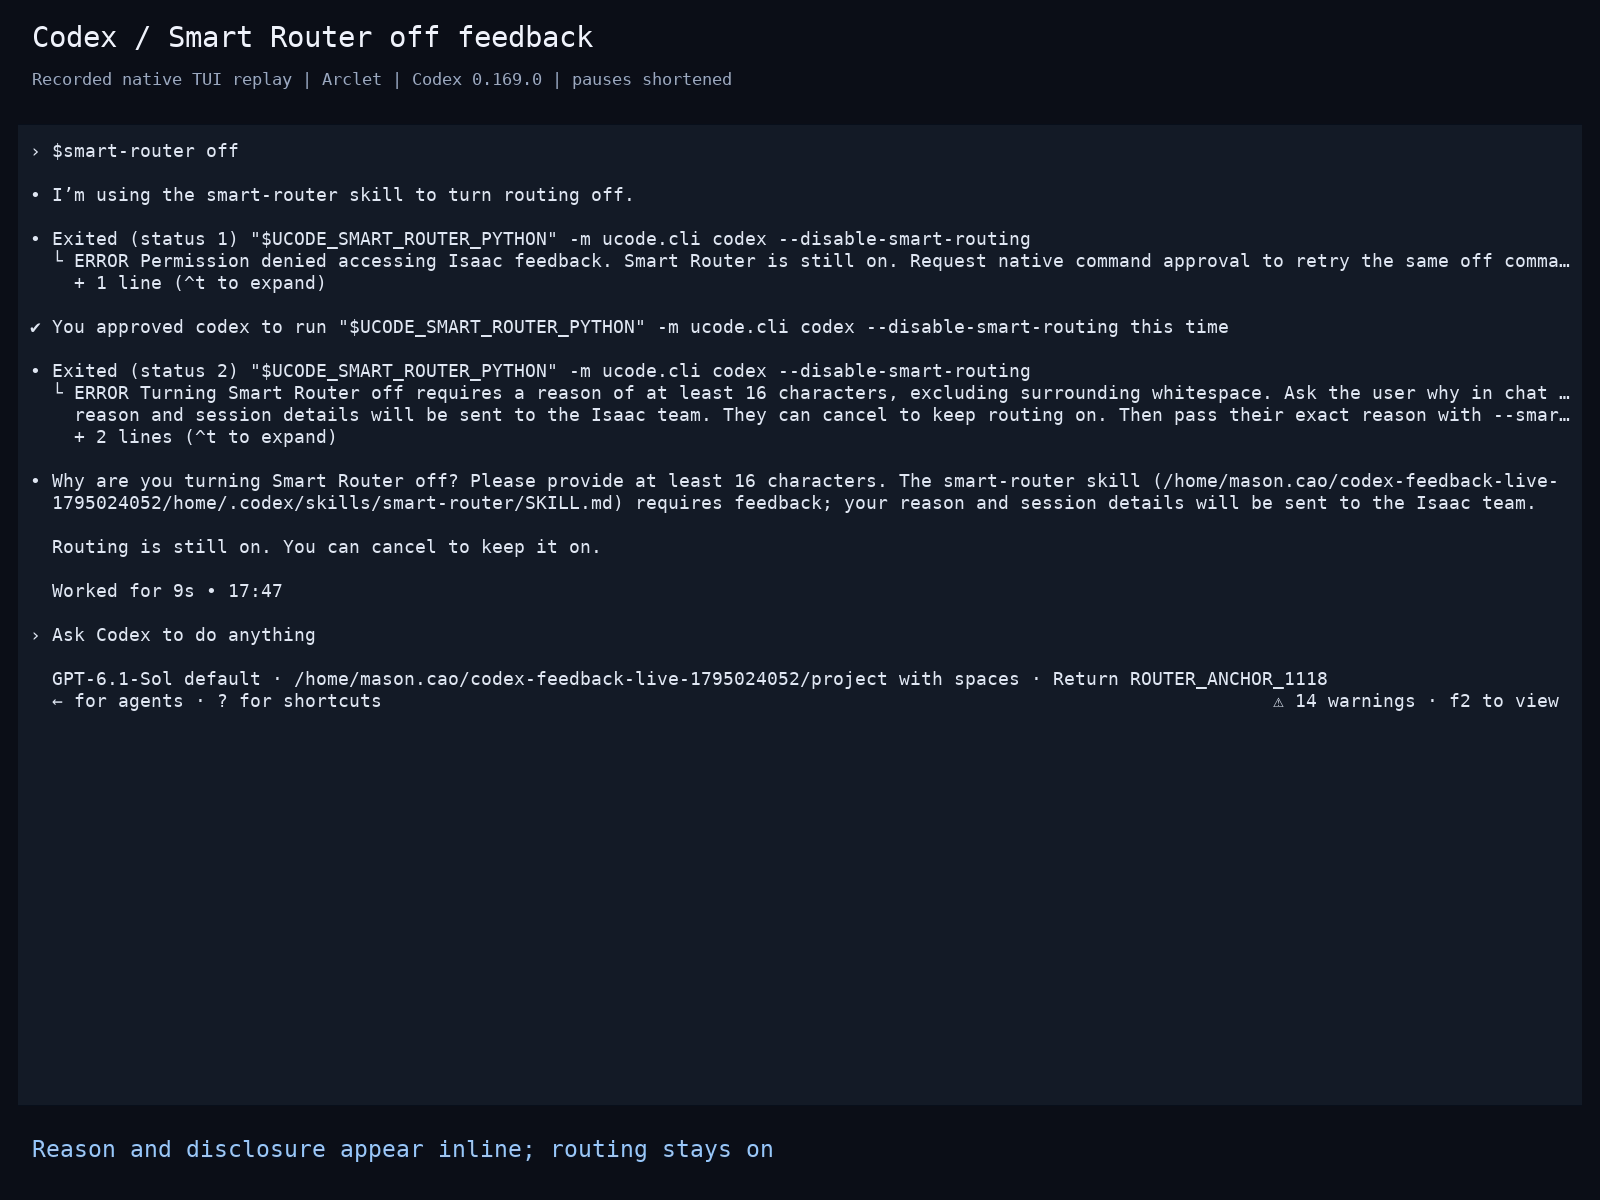 Codex / Smart Router off feedback
Recorded native TUI replay | Arclet | Codex 0.169.0 | pauses shortened
› $smart-router off
• I’m using the smart-router skill to turn routing off.
• Exited (status 1) "$UCODE_SMART_ROUTER_PYTHON" -m ucode.cli codex --disable-smart-routing
└ ERROR Permission denied accessing Isaac feedback. Smart Router is still on. Request native command approval to retry the same off comma…
+ 1 line (^t to expand)
✔ You approved codex to run "$UCODE_SMART_ROUTER_PYTHON" -m ucode.cli codex --disable-smart-routing this time
• Exited (status 2) "$UCODE_SMART_ROUTER_PYTHON" -m ucode.cli codex --disable-smart-routing
└ ERROR Turning Smart Router off requires a reason of at least 16 characters, excluding surrounding whitespace. Ask the user why in chat …
reason and session details will be sent to the Isaac team. They can cancel to keep routing on. Then pass their exact reason with --smar…
+ 2 lines (^t to expand)
• Why are you turning Smart Router off? Please provide at least 16 characters. The smart-router skill (/home/mason.cao/codex-feedback-live-
1795024052/home/.codex/skills/smart-router/SKILL.md) requires feedback; your reason and session details will be sent to the Isaac team.
Routing is still on. You can cancel to keep it on.
Worked for 9s • 17:47
› Ask Codex to do anything
GPT-6.1-Sol default · /home/mason.cao/codex-feedback-live-1795024052/project with spaces · Return ROUTER_ANCHOR_1118
← for agents · ? for shortcuts ⚠ 14 warnings · f2 to view
Reason and disclosure appear inline; routing stays on